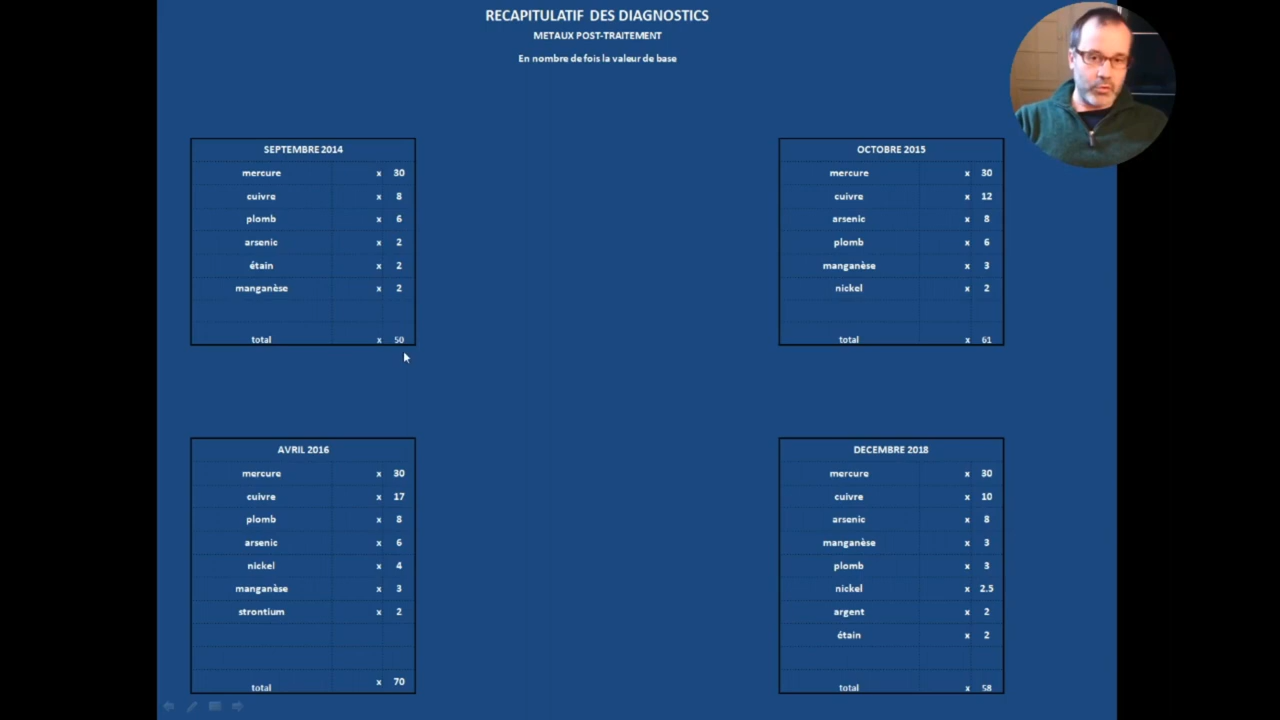 RECAPITULATIF DES DIAGNOSTICS
METAUX POST-TRAITEMENT
En nombre de fois la valeur de base
SEPTEMBRE 2014
mercure x 30
cuivre x 8
plomb x 6
arsenic x 2
étain x 2
manganèse x 2
total x 50
OCTOBRE 2015
mercure x 30
cuivre x 12
arsenic x 8
plomb x 6
manganèse x 3
nickel x 2
total x 61
AVRIL 2016
mercure x 30
cuivre x 17
plomb x 8
arsenic x 6
nickel x 4
manganèse x 3
strontium x 2
total x 70
DECEMBRE 2018
mercure x 30
cuivre x 10
arsenic x 8
manganèse x 3
plomb x 3
nickel x 2.5
argent x 2
étain x 2
total x 58